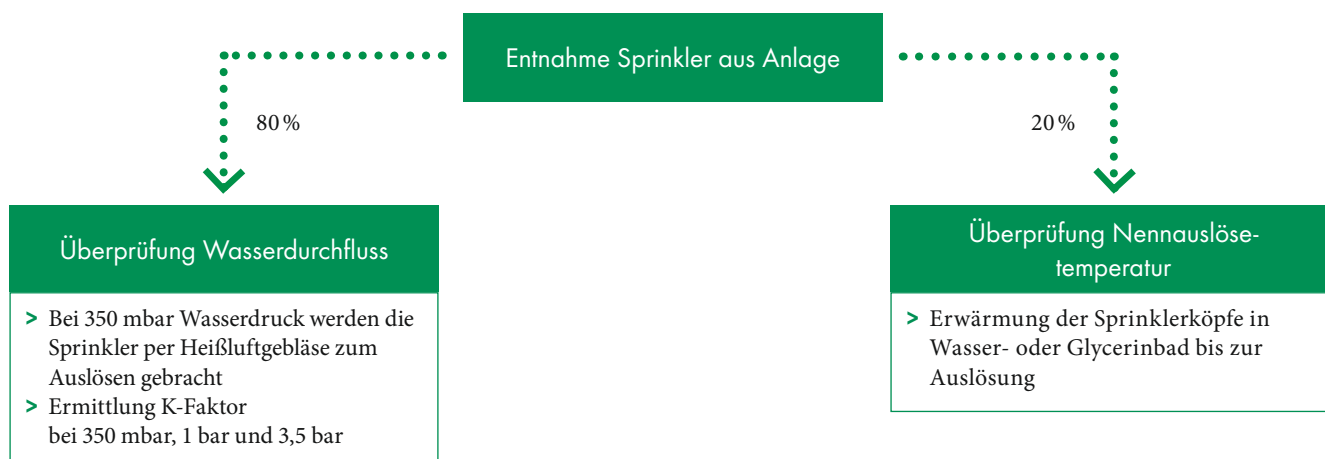 Entnahme Sprinkler aus Anlage
80 %
20 %
Überprüfung Wasserdurchfluss
> Bei 350 mbar Wasserdruck werden die
Sprinkler per Heißluftgebläse zum
Auslösen gebracht
> Ermittlung K-Faktor
bei 350 mbar, 1 bar und 3,5 bar
Überprüfung Nennauslöse-
temperatur
> Erwärmung der Sprinklerköpfe in
Wasser- oder Glycerinbad bis zur
Auslösung